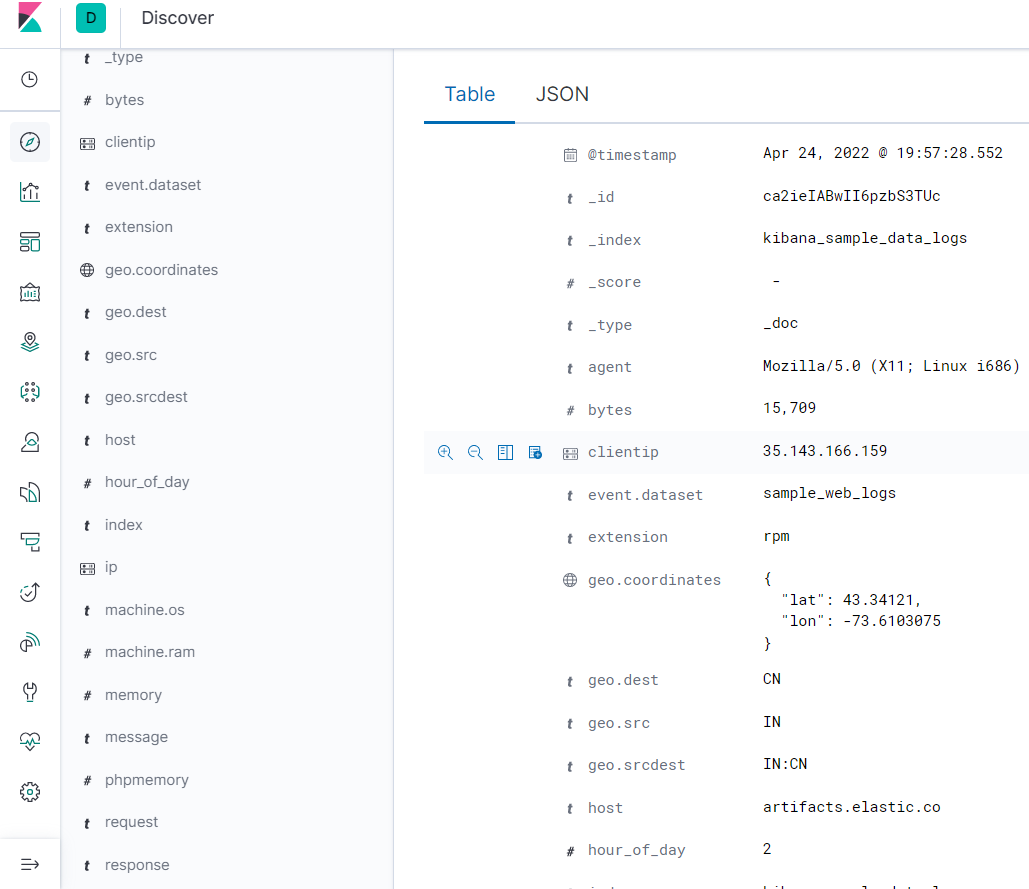 D Discover
_type
bytes
clientip
event.dataset
extension
geo.coordinates
geo.dest
geo.src
geo.srcdest
host
hour_of_day
index
ip
machine.os
machine.ram
memory
message
phpmemory
request
response
Table JSON
@timestamp Apr 24, 2022 @ 19:57:28.552
_id ca2ieIABwII6pzbS3TUc
_index kibana_sample_data_logs
_score -
_type _doc
agent Mozilla/5.0 (X11; Linux i686)
bytes 15,709
clientip 35.143.166.159
event.dataset sample_web_logs
extension rpm
geo.coordinates {
"lat": 43.34121,
"lon": -73.6103075
}
geo.dest CN
geo.src IN
geo.srcdest IN:CN
host artifacts.elastic.co
hour_of_day 2